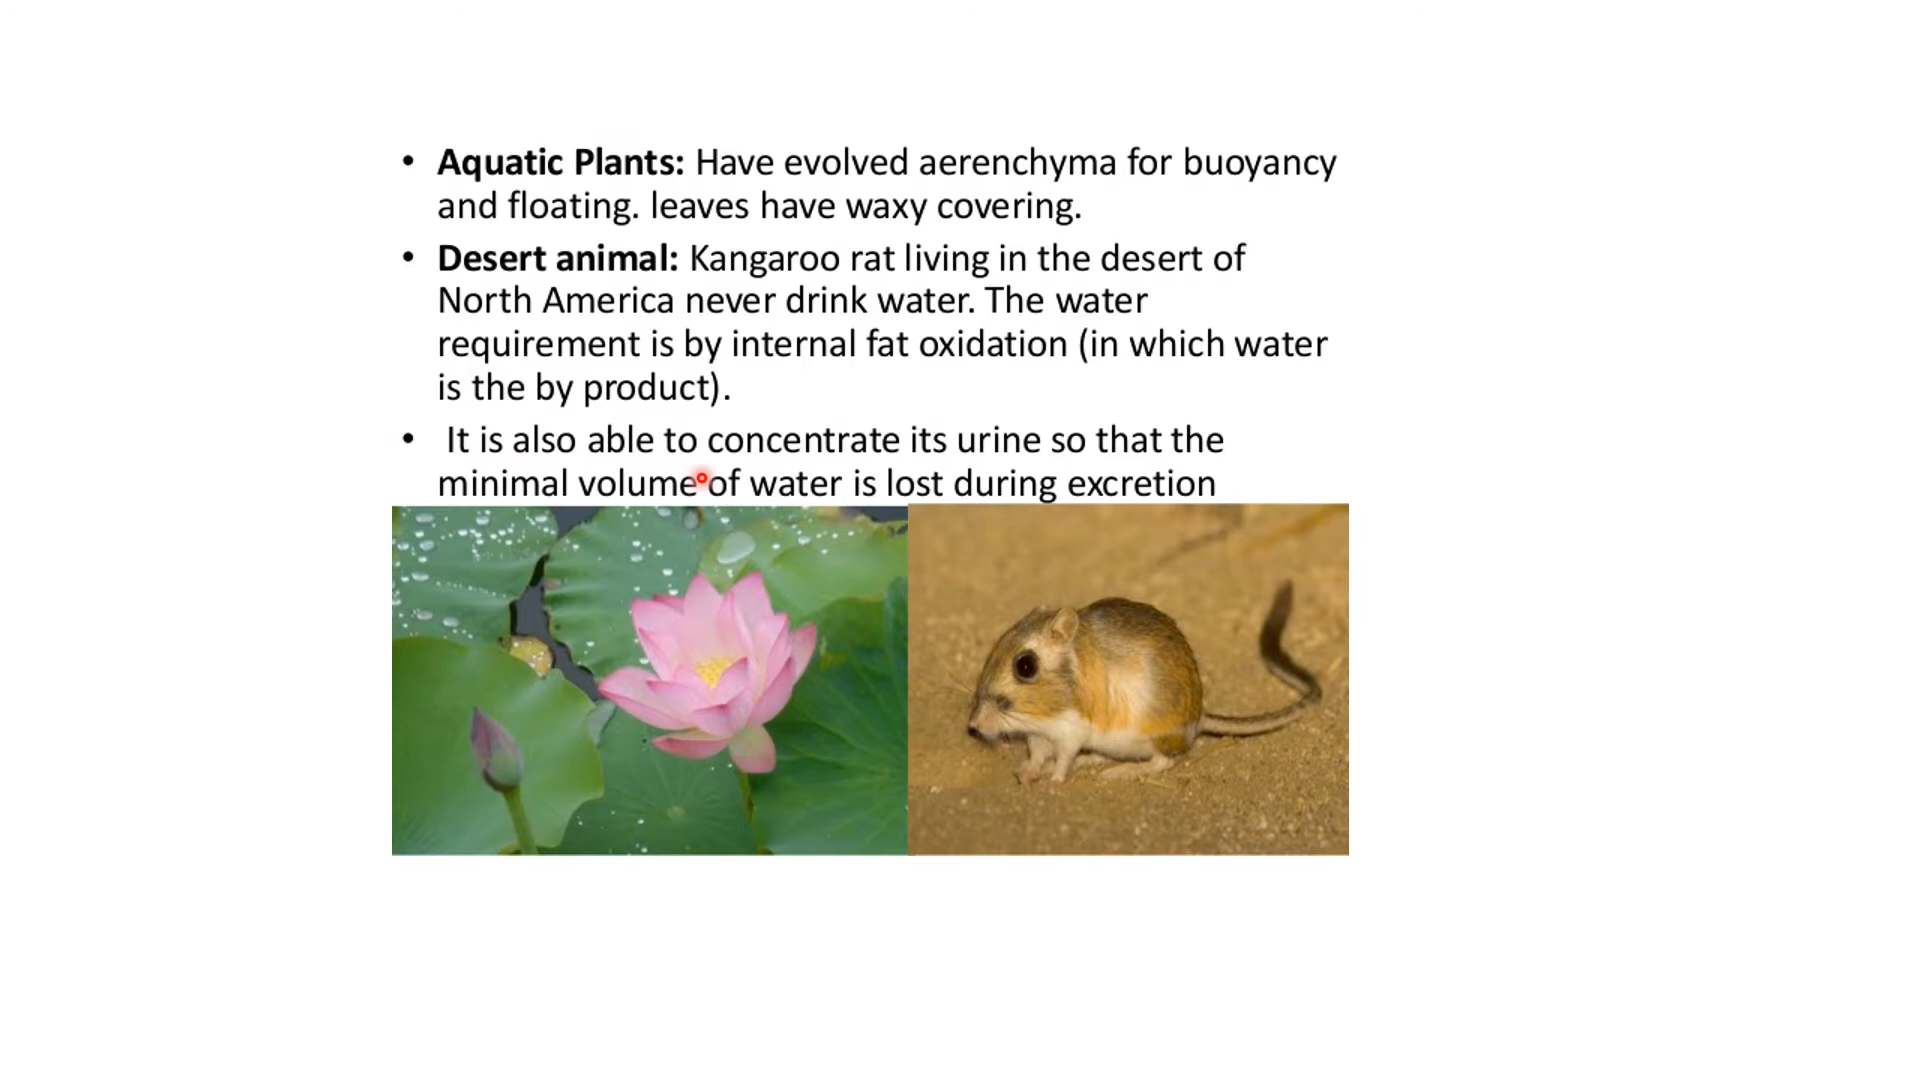 • Aquatic Plants: Have evolved aerenchyma for buoyancy
and floating. leaves have waxy covering.
• Desert animal: Kangaroo rat living in the desert of
North America never drink water. The water
requirement is by internal fat oxidation (in which water
is the by product).
• It is also able to concentrate its urine so that the
minimal volume of water is lost during excretion